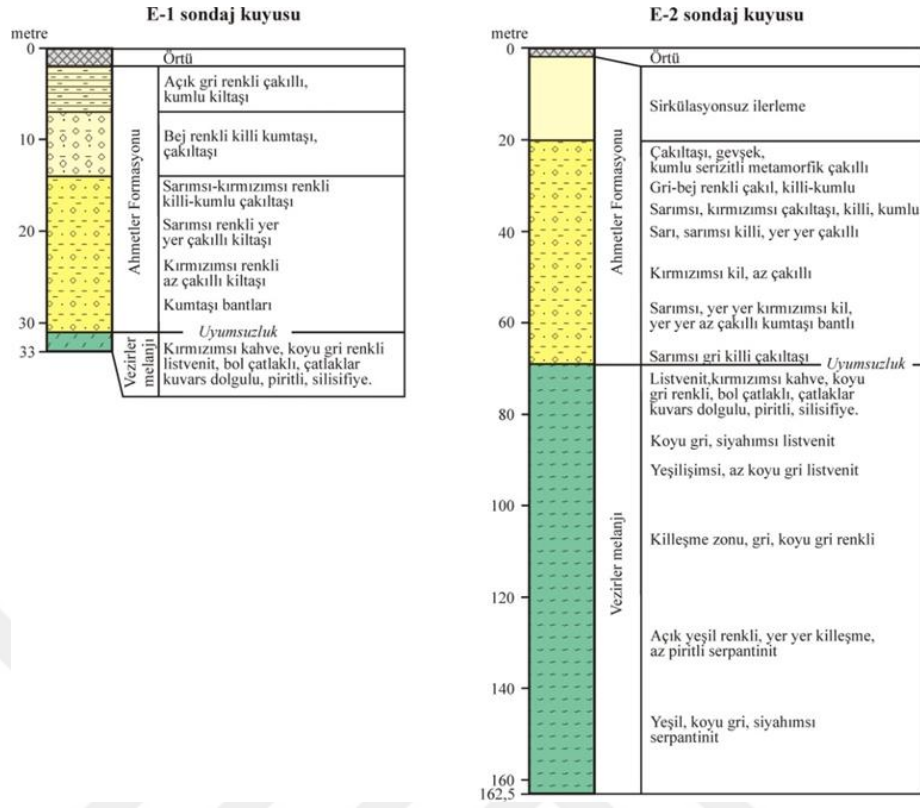 E-1 sondaj kuyusu
metre
0
10
20
30
33
Örtü
Ahmetler Formasyonu
Açık gri renkli çakıllı,
kumlu kiltaşı
Bej renkli killi kumtaşı,
çakıltaşı
Sarımsı-kırmızımsı renkli
killi-kumlu çakıltaşı
Sarımsı renkli yer
yer çakıllı kiltaşı
Kırmızımsı renkli
az çakıllı kiltaşı
Kumtaşı bantları
Uyumsuzluk
Vezirler
melanjı
Kırmızımsı kahve, koyu gri renkli
listvenit, bol çatlaklı, çatlaklar
kuvars dolgulu, piritli, silisifiye.
E-2 sondaj kuyusu
metre
0
20
40
60
80
100
120
140
160
162,5
Örtü
Ahmetler Formasyonu
Sirkülasyonsuz ilerleme
Çakıltaşı, gevşek,
kumlu serizitli metamorfik çakıllı
Gri-bej renkli çakıl, killi-kumlu
Sarımsı, kırmızımsı çakıltaşı, killi, kumlu
Sarı, sarımsı killi, yer yer çakıllı
Kırmızımsı kil, az çakıllı
Sarımsı, yer yer kırmızımsı kil,
yer yer az çakıllı kumtaşı bantlı
Sarımsı gri killi çakıltaşı
Uyumsuzluk
Vezirler melanjı
Listvenit,kırmızımsı kahve, koyu
gri renkli, bol çatlaklı, çatlaklar
kuvars dolgulu, piritli, silisifiye.
Koyu gri, siyahımsı listvenit
Yeşilişimsi, az koyu gri listvenit
Killeşme zonu, gri, koyu gri renkli
Açık yeşil renkli, yer yer killeşme,
az piritli serpantinit
Yeşil, koyu gri, siyahımsı
serpantinit